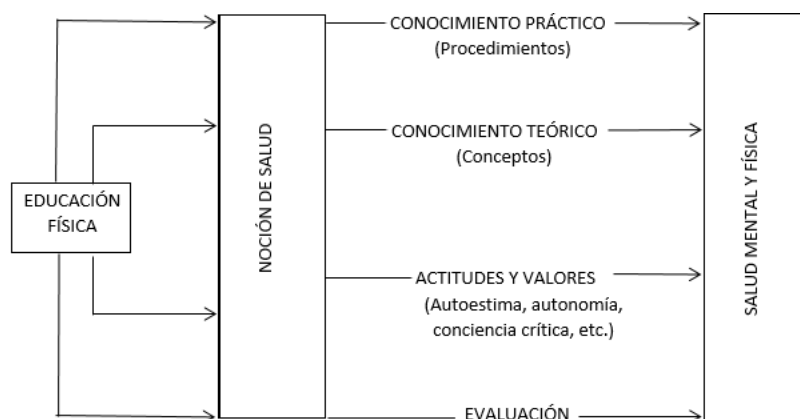 EDUCACIÓN
FÍSICA
NOCIÓN DE SALUD
CONOCIMIENTO PRÁCTICO
(Procedimientos)
CONOCIMIENTO TEÓRICO
(Conceptos)
ACTITUDES Y VALORES
(Autoestima, autonomía,
conciencia crítica, etc.)
EVALUACIÓN
SALUD MENTAL Y FÍSICA